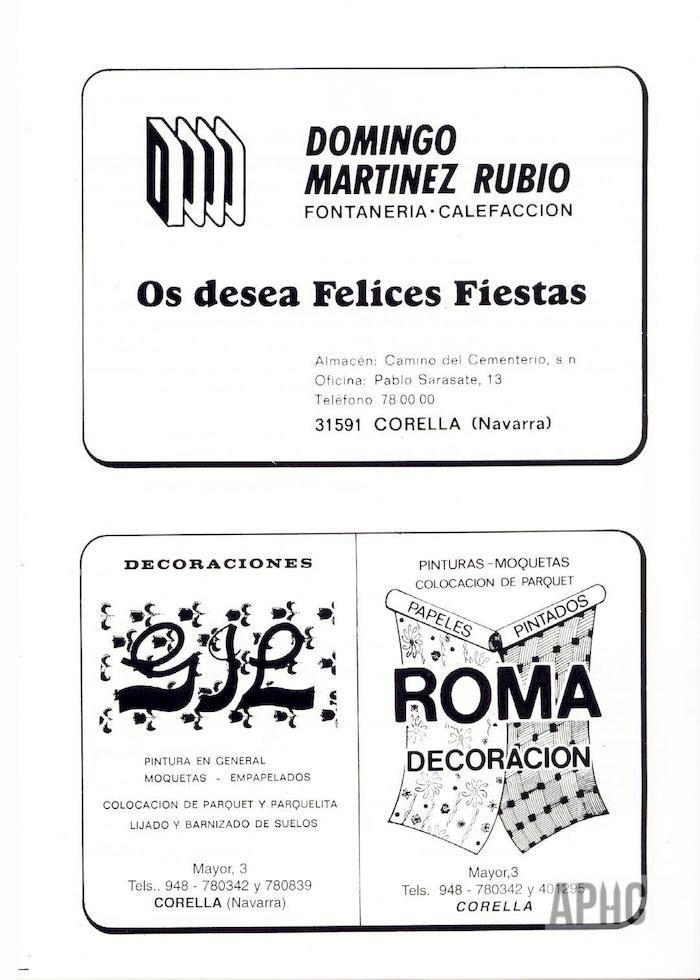 DOMINGO
MARTINEZ RUBIO
FONTANERIA·CALEFACCION
Os desea Felices Fiestas
Almacén: Camino del Cementerio, s n
Oficina: Pablo Sarasate, 13
Teléfono 78 00 00
31591 CORELLA (Navarra)
DECORACIONES
GIL
PINTURA EN GENERAL
MOQUETAS - EMPAPELADOS
COLOCACION DE PARQUET Y PARQUELITA
LIJADO Y BARNIZADO DE SUELOS
Mayor, 3
Tels.. 948 - 780342 y 780839
CORELLA (Navarra)
PINTURAS-MOQUETAS
COLOCACION DE PARQUET
PAPELES PINTADOS
ROMA
DECORACION
Mayor,3
Tels. 948 - 780342 y 401295
CORELLA
APHC